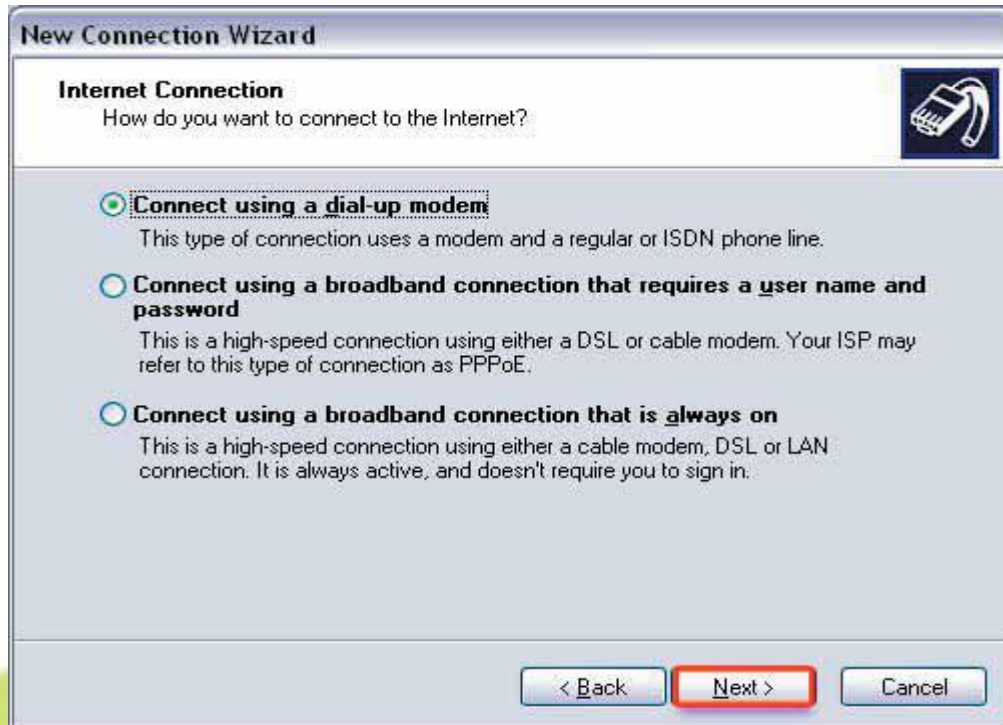 New Connection Wizard
Internet Connection
How do you want to connect to the Internet?
Connect using a dial-up modem
This type of connection uses a modem and a regular or ISDN phone line.
Connect using a broadband connection that requires a user name and
password
This is a high-speed connection using either a DSL or cable modem. Your ISP may
refer to this type of connection as PPPoE.
Connect using a broadband connection that is always on
This is a high-speed connection using either a cable modem, DSL or LAN
connection. It is always active, and doesn't require you to sign in.
< Back Next > Cancel